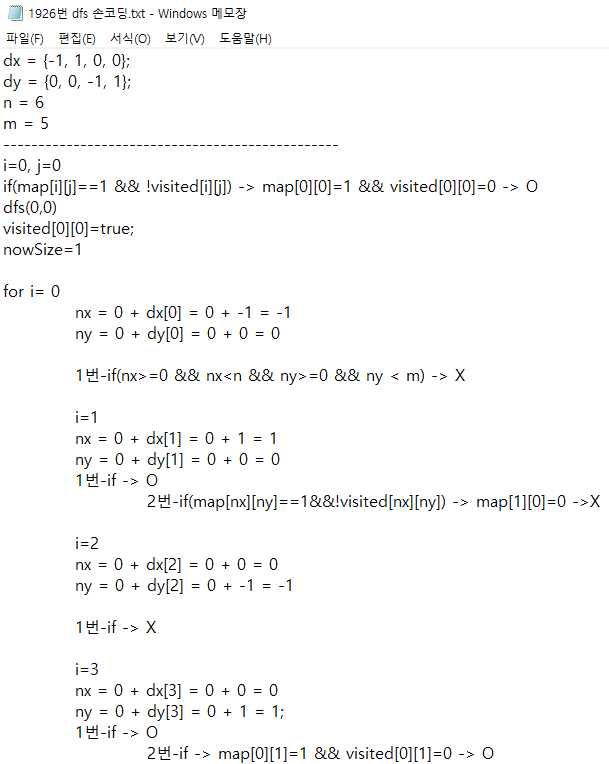 1926번 dfs 손코딩.txt - Windows 메모장
파일(F) 편집(E) 서식(O) 보기(V) 도움말(H)
dx = {-1, 1, 0, 0};
dy = {0, 0, -1, 1};
n = 6
m = 5
------------------------------------------------
i=0, j=0
if(map[i][j]==1 && !visited[i][j]) -> map[0][0]=1 && visited[0][0]=0 -> O
dfs(0,0)
visited[0][0]=true;
nowSize=1
for i= 0
nx = 0 + dx[0] = 0 + -1 = -1
ny = 0 + dy[0] = 0 + 0 = 0
1번-if(nx>=0 && nx<n && ny>=0 && ny < m) -> X
i=1
nx = 0 + dx[1] = 0 + 1 = 1
ny = 0 + dy[1] = 0 + 0 = 0
1번-if -> O
2번-if(map[nx][ny]==1&&!visited[nx][ny]) -> map[1][0]=0 ->X
i=2
nx = 0 + dx[2] = 0 + 0 = 0
ny = 0 + dy[2] = 0 + -1 = -1
1번-if -> X
i=3
nx = 0 + dx[3] = 0 + 0 = 0
ny = 0 + dy[3] = 0 + 1 = 1;
1번-if -> O
2번-if -> map[0][1]=1 && visited[0][1]=0 -> O